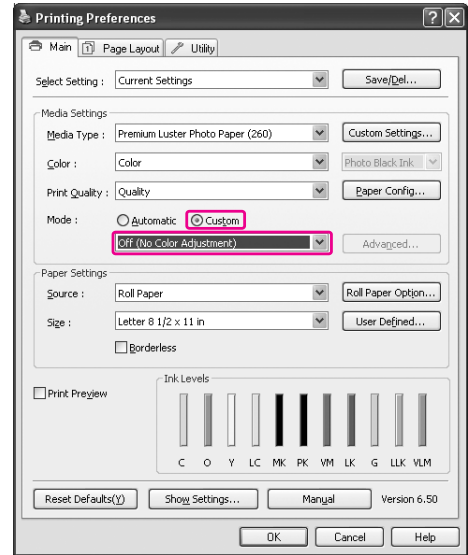 Printing Preferences
Main Page Layout Utility
Select Setting : Current Settings Save/Del...
Media Settings
Media Type : Premium Luster Photo Paper (260) Custom Settings...
Color : Color Photo Black Ink
Print Quality : Quality Paper Config...
Mode : Automatic Custom
Off (No Color Adjustment) Advanced...
Paper Settings
Source : Roll Paper Roll Paper Option...
Size : Letter 8 1/2 x 11 in User Defined...
Borderless
Print Preview
Ink Levels
C O Y LC MK PK VM LK G LLK VLM
Reset Defaults(Y) Show Settings... Manual Version 6.50
OK Cancel Help